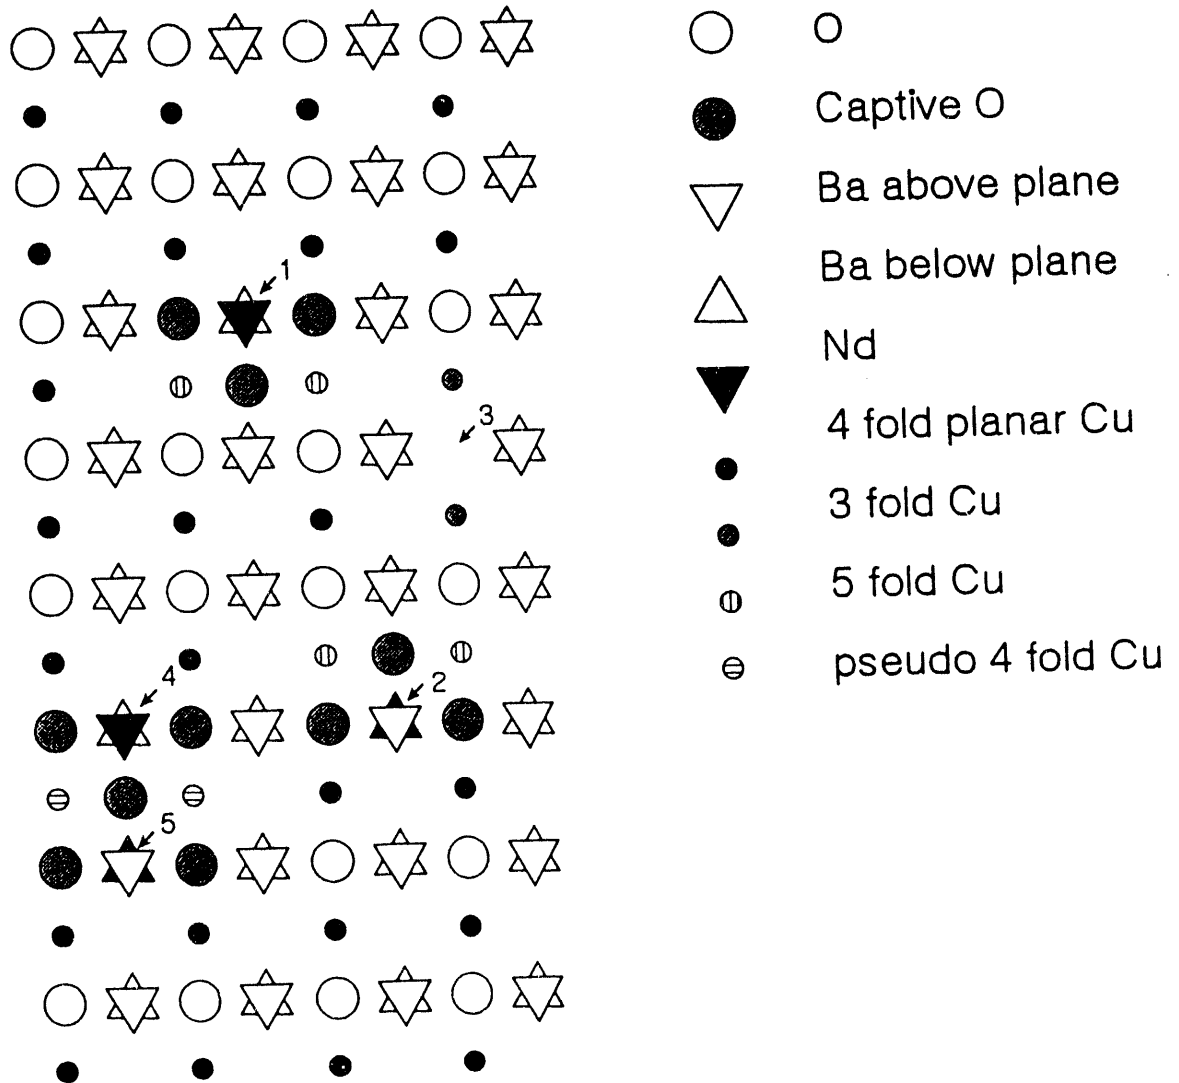 O
Captive O
Ba above plane
Ba below plane
Nd
4 fold planar Cu
3 fold Cu
5 fold Cu
pseudo 4 fold Cu
1
3
4
2
5